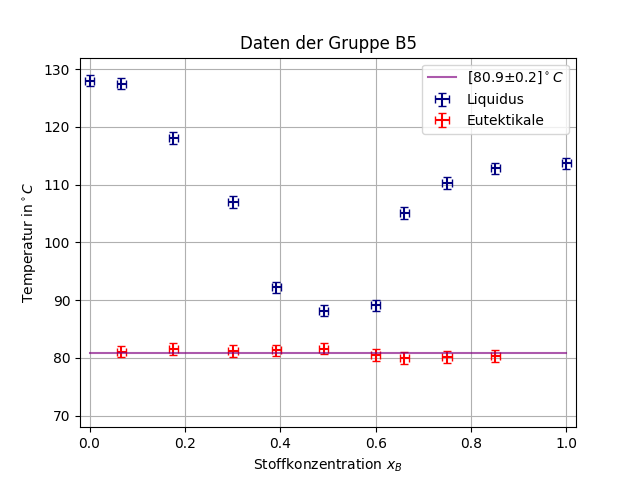 Daten der Gruppe B5
130
120
110
100
90
80
70
Temperatur in °C
[80.9±0.2]°C
Liquidus
Eutektikale
0.0 0.2 0.4 0.6 0.8 1.0
Stoffkonzentration x_B